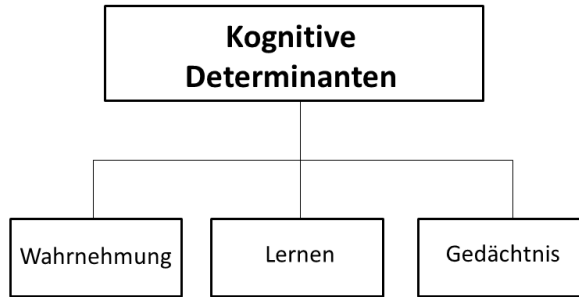 Kognitive
Determinanten
Wahrnehmung
Lernen
Gedächtnis